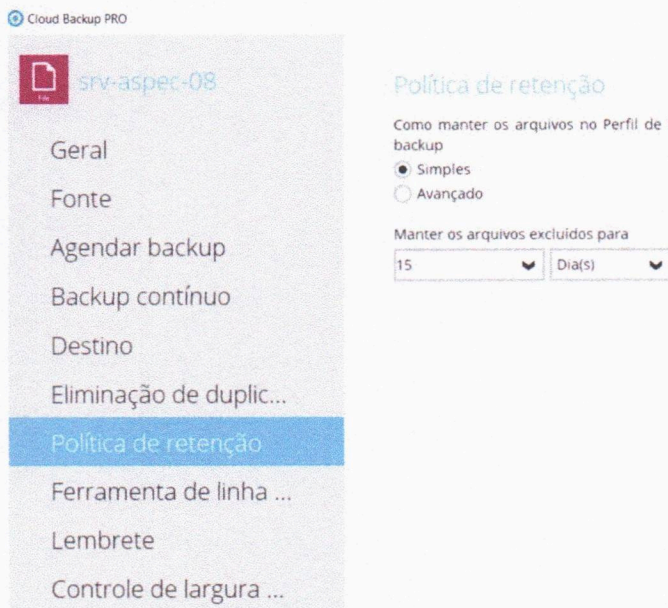 Cloud Backup PRO
File
srv-aspec-08
Geral
Fonte
Agendar backup
Backup contínuo
Destino
Eliminação de duplic...
Política de retenção
Ferramenta de linha ...
Lembrete
Controle de largura ...
Política de retenção
Como manter os arquivos no Perfil de
backup
Simples
Avançado
Manter os arquivos excluídos para
15 Dia(s)